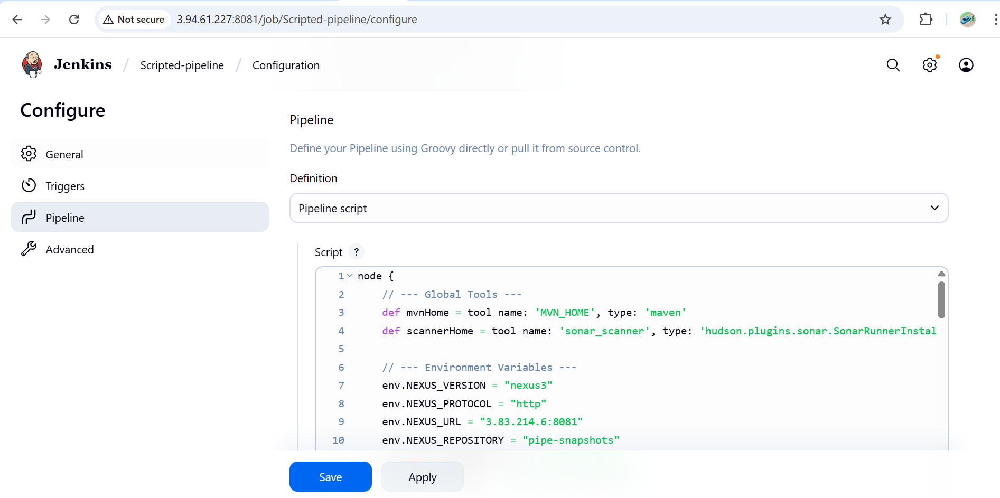 Not secure 3.94.61.227:8081/job/Scripted-pipeline/configure
Jenkins / Scripted-pipeline / Configuration
Configure
General
Triggers
Pipeline
Advanced
Pipeline
Define your Pipeline using Groovy directly or pull it from source control.
Definition
Pipeline script
Script ?
1 node {
2 // --- Global Tools ---
3 def mvnHome = tool name: 'MVN_HOME', type: 'maven'
4 def scannerHome = tool name: 'sonar_scanner', type: 'hudson.plugins.sonar.SonarRunnerInstal
5
6 // --- Environment Variables ---
7 env.NEXUS_VERSION = "nexus3"
8 env.NEXUS_PROTOCOL = "http"
9 env.NEXUS_URL = "3.83.214.6:8081"
10 env.NEXUS_REPOSITORY = "pipe-snapshots"
Save Apply